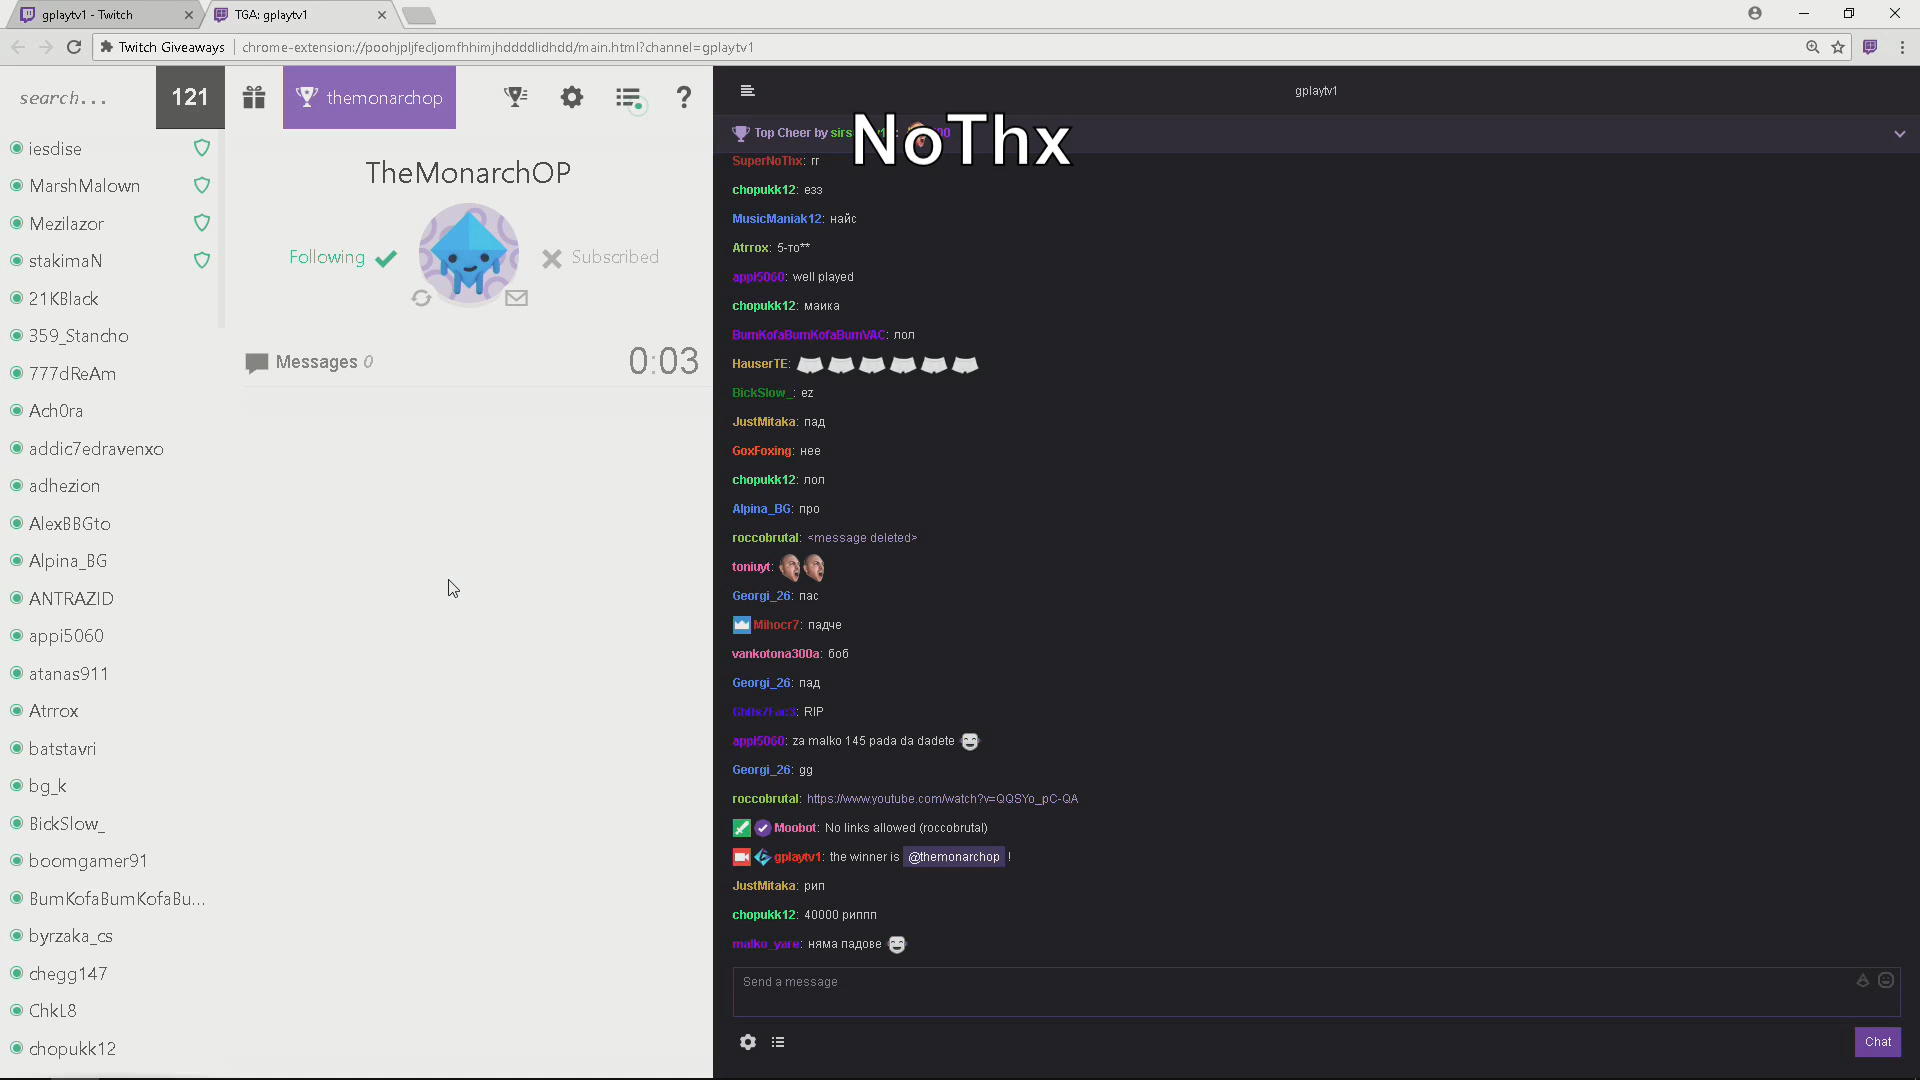 gplaytv1 - Twitch
TGA: gplaytv1
Twitch Giveaways
chrome-extension://poohjpljfecljomfhhimjhddddlidhdd/main.html?channel=gplaytv1
search...
121
themonarchop
?
iesdise
MarshMalown
Mezilazor
stakimaN
21KBlack
359_Stancho
777dReAm
Ach0ra
addic7edravenxo
adhezion
AlexBBGto
Alpina_BG
ANTRAZID
appi5060
atanas911
Atrrox
batstavri
bg_k
BickSlow_
boomgamer91
BumKofaBumKofaBu...
byrzaka_cs
chegg147
ChkL8
chopukk12
TheMonarchOP
Following
Subscribed
Messages 0
0:03
gplaytv1
NoThx
Top Cheer by sirs
SuperNoThx: rr
chopukk12: езз
MusicManiak12: найс
Atrrox: 5-то**
appi5060: well played
chopukk12: маика
BumKofaBumKofaBumVAC: лол
HauserTE:
BickSlow_: ez
JustMitaka: пад
GoxFoxing: нее
chopukk12: лол
Alpina_BG: про
roccobrutal: <message deleted>
toniuyt:
Georgi_26: пас
Mihocr7: падче
vankotona300a: боб
Georgi_26: пад
RIP
appi5060: za malko 145 pada da dadete
Georgi_26: gg
roccobrutal: https://www.youtube.com/watch?v=QQSYo_pC-QA
Moobot: No links allowed (roccobrutal)
gplaytv1: the winner is @themonarchop !
JustMitaka: рип
chopukk12: 40000 риппп
malko_yare: няма падове
Send a message
Chat